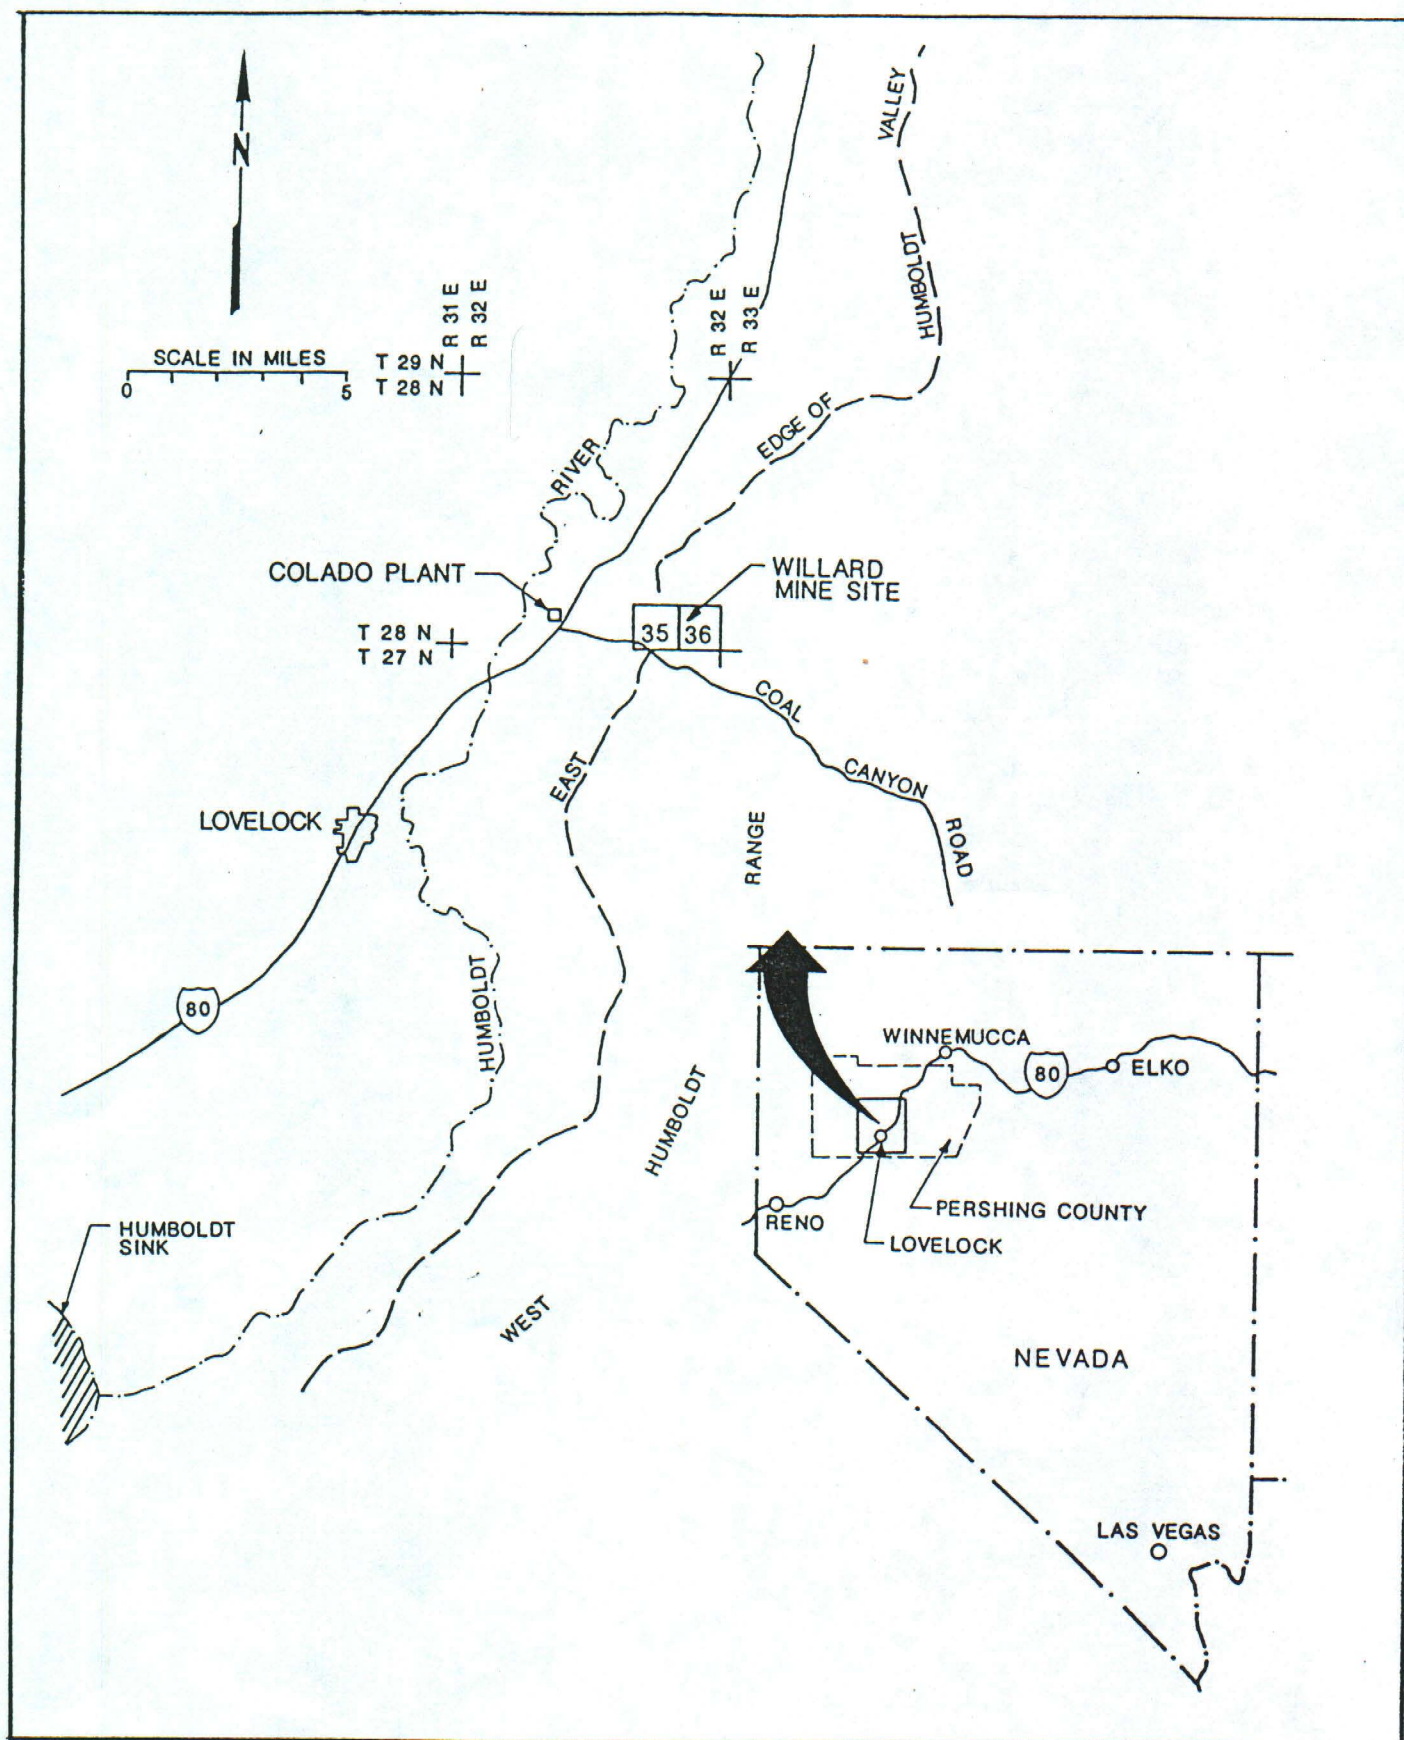 N
SCALE IN MILES
0 5
R 31 E
R 32 E
T 29 N
T 28 N
R 32 E
R 33 E
VALLEY
HUMBOLDT
EDGE OF
RIVER
COLADO PLANT
WILLARD
MINE SITE
35 36
T 28 N
T 27 N
COAL
CANYON
ROAD
EAST
LOVELOCK
RANGE
80
HUMBOLDT
HUMBOLDT
WEST
HUMBOLDT
SINK
WINNEMUCCA
80
ELKO
RENO
PERSHING COUNTY
LOVELOCK
NEVADA
LAS VEGAS